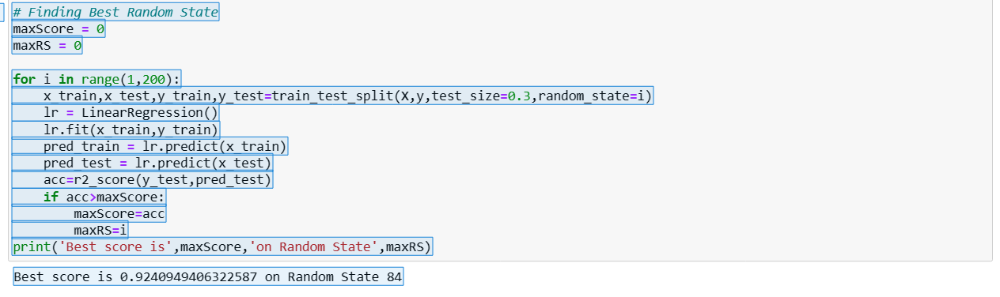 # Finding Best Random State
maxScore = 0
maxRS = 0
for i in range(1,200):
x_train,x_test,y_train,y_test=train_test_split(X,y,test_size=0.3,random_state=i)
lr = LinearRegression()
lr.fit(x_train,y_train)
pred_train = lr.predict(x_train)
pred_test = lr.predict(x_test)
acc=r2_score(y_test,pred_test)
if acc>maxScore:
maxScore=acc
maxRS=i
print('Best score is',maxScore,'on Random State',maxRS)
Best score is 0.9240949406322587 on Random State 84